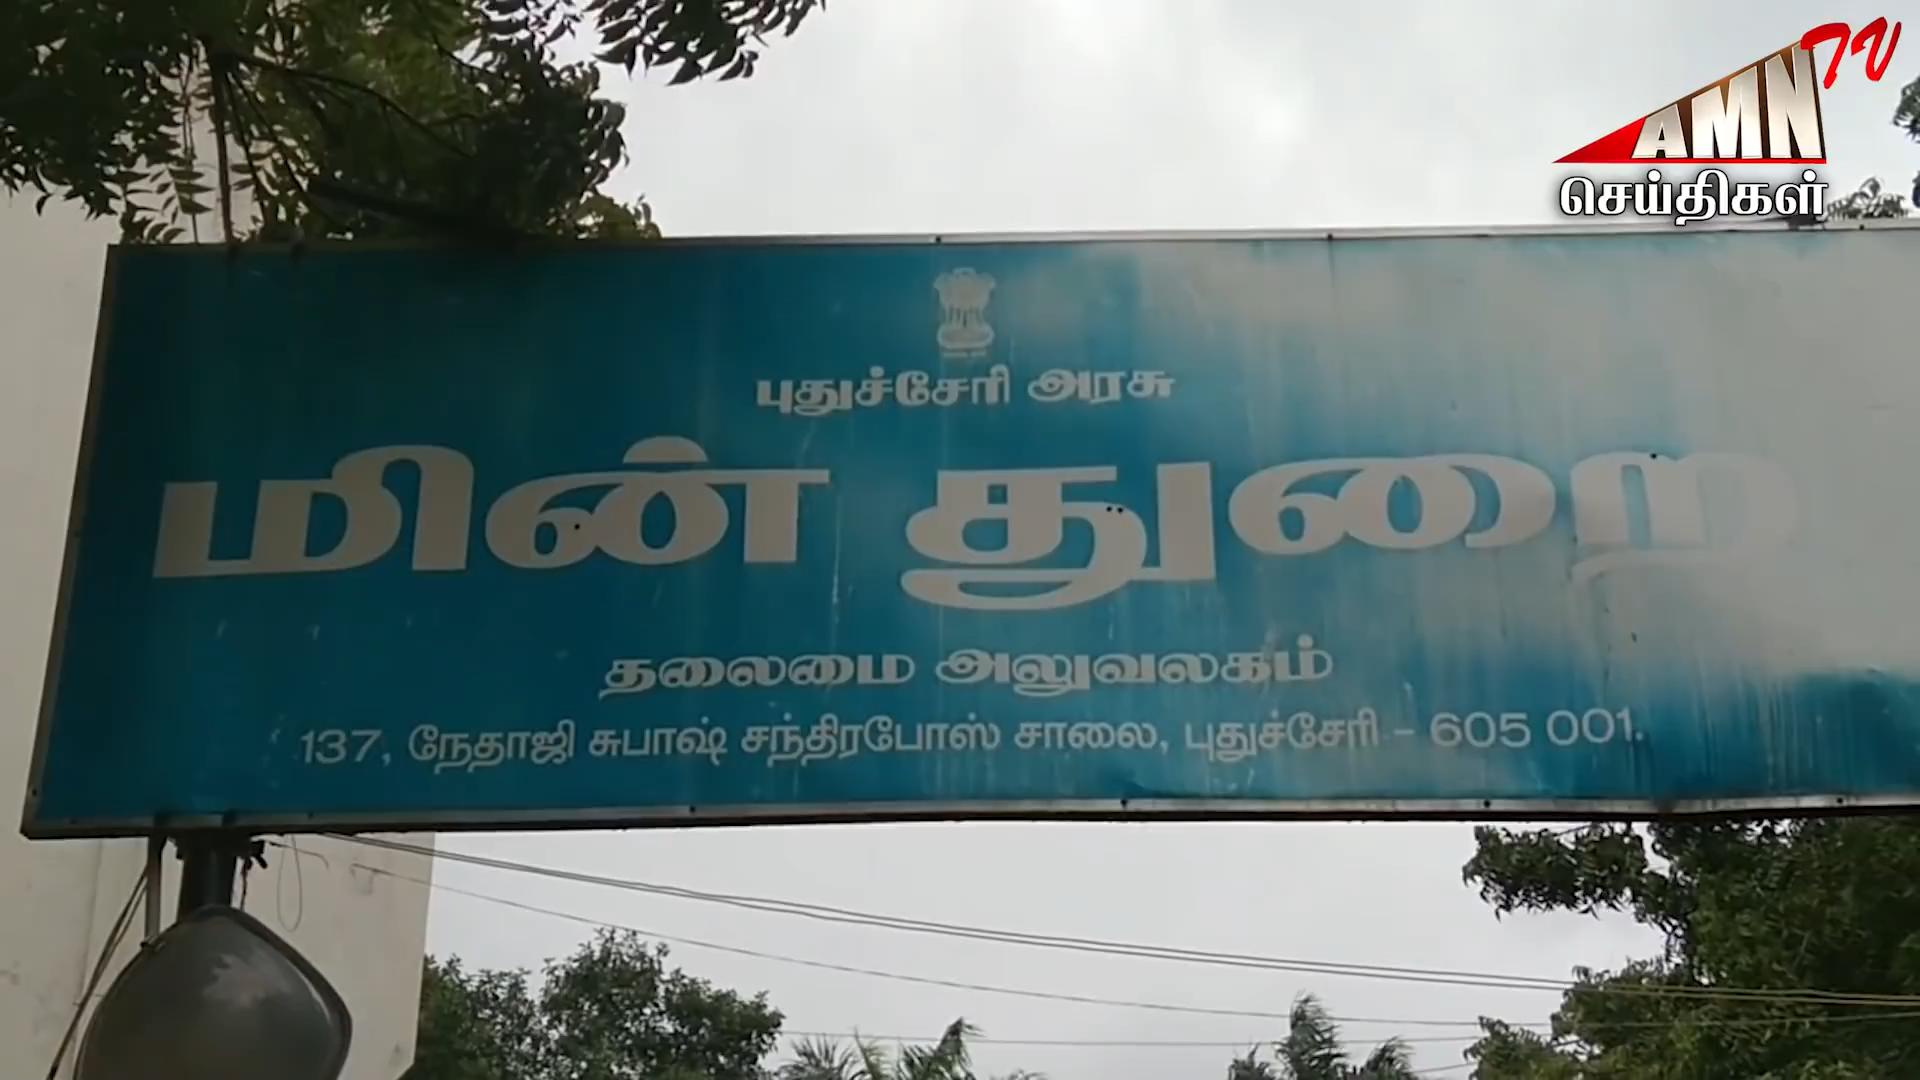 AMN TV
செய்திகள்
புதுச்சேரி அரசு
மின் துறை
தலைமை அலுவலகம்
137, நேதாஜி சுபாஷ் சந்திரபோஸ் சாலை, புதுச்சேரி - 605 001.